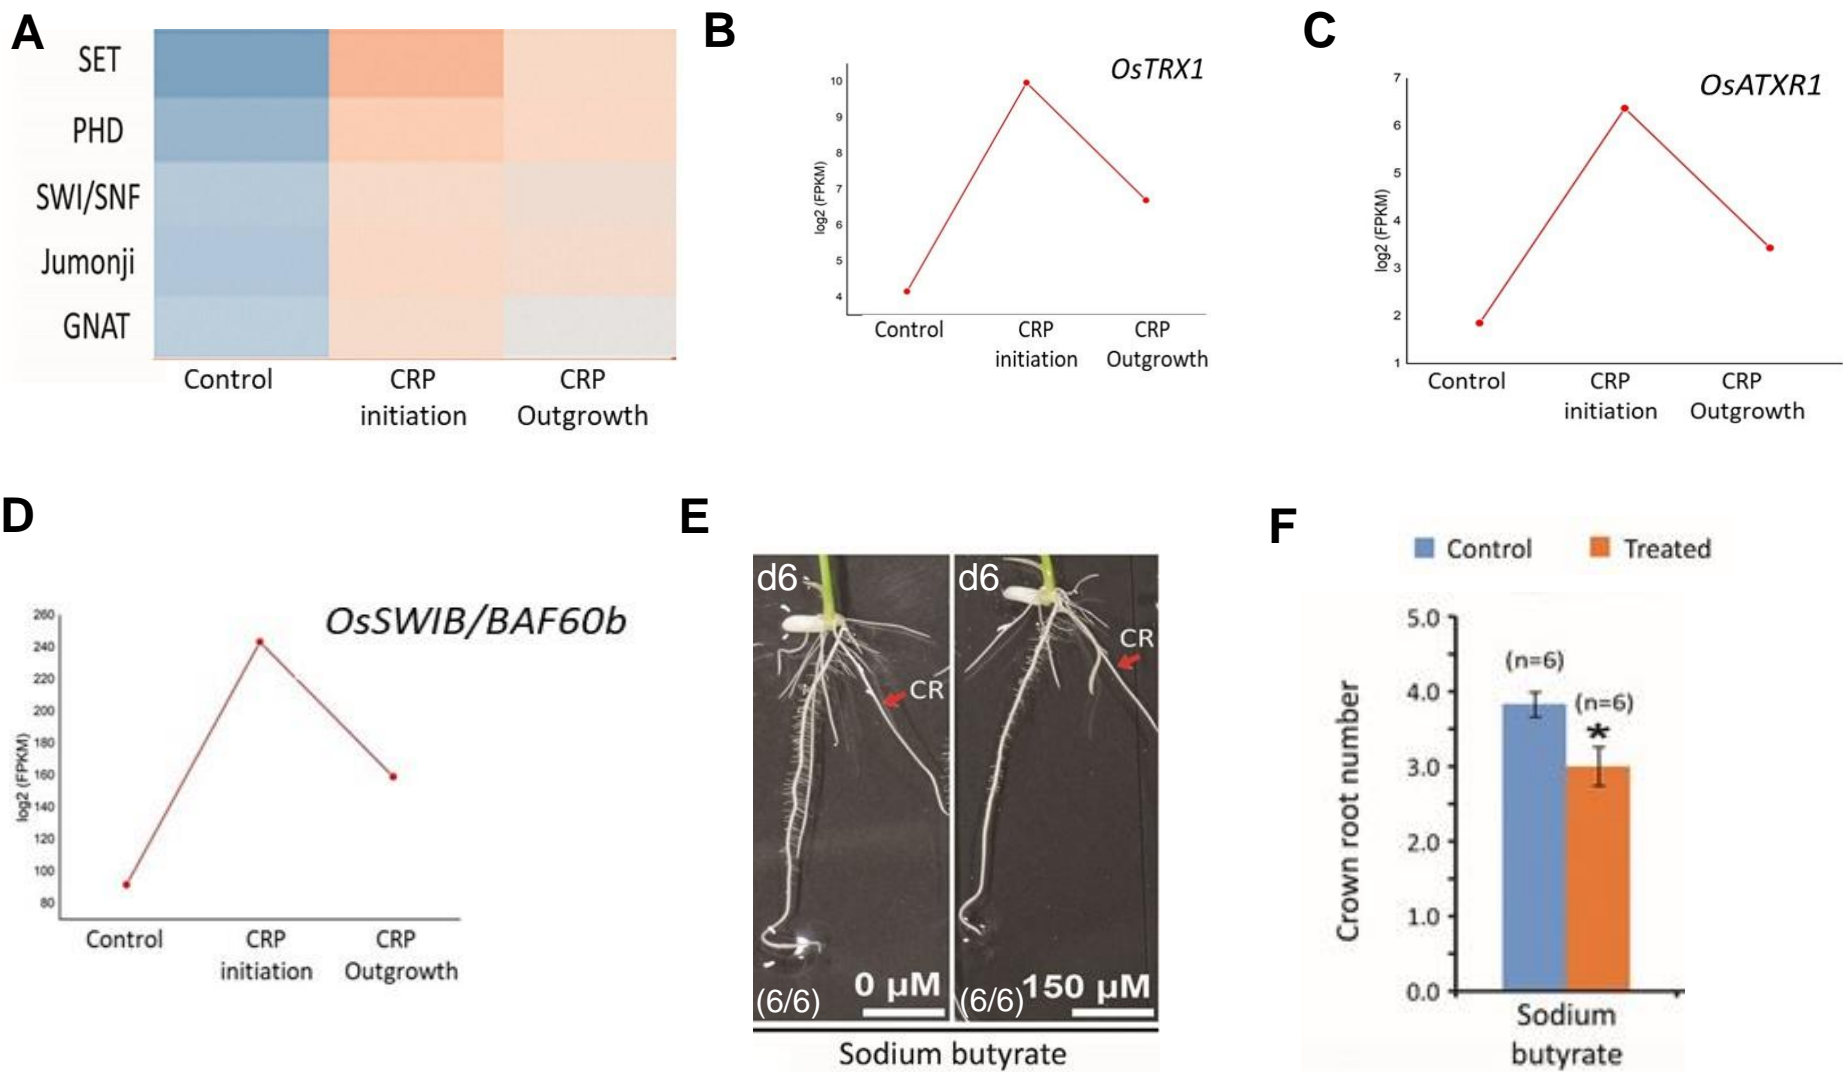 A
SET
PHD
SWI/SNF
Jumonji
GNAT
Control
CRP
initiation
CRP
Outgrowth
B
OsTRX1
log2 (FPKM)
10
9
8
7
6
5
4
Control
CRP
initiation
CRP
Outgrowth
C
OsATXR1
log2 (FPKM)
7
6
5
4
3
2
1
Control
CRP
initiation
CRP
Outgrowth
D
OsSWIB/BAF60b
log2 (FPKM)
260
240
220
200
180
160
140
120
100
80
Control
CRP
initiation
CRP
Outgrowth
E
d6
CR
(6/6)
0 µM
d6
CR
(6/6)
150 µM
Sodium butyrate
F
Control
Treated
Crown root number
5.0
4.0
3.0
2.0
1.0
0.0
(n=6)
(n=6)
*
Sodium
butyrate